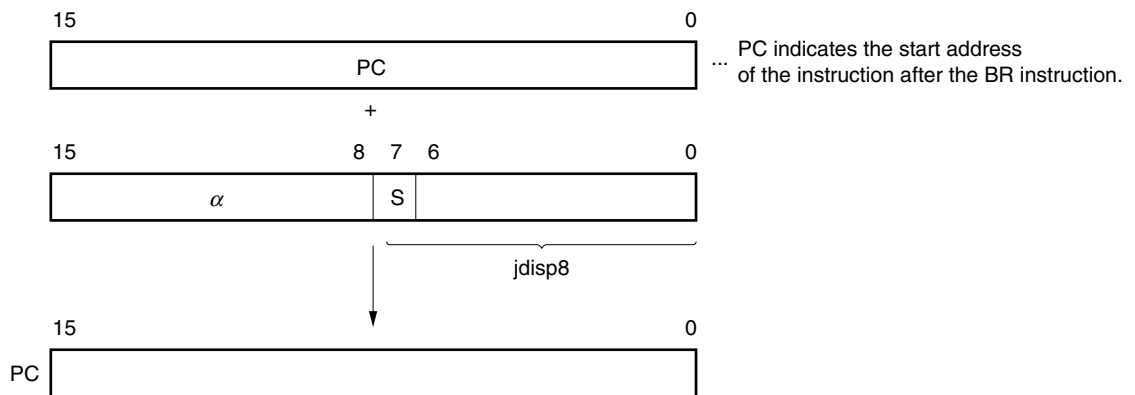 15 0
PC
... PC indicates the start address
of the instruction after the BR instruction.
+
15 8 7 6 0
α S
jdisp8
15 0
PC